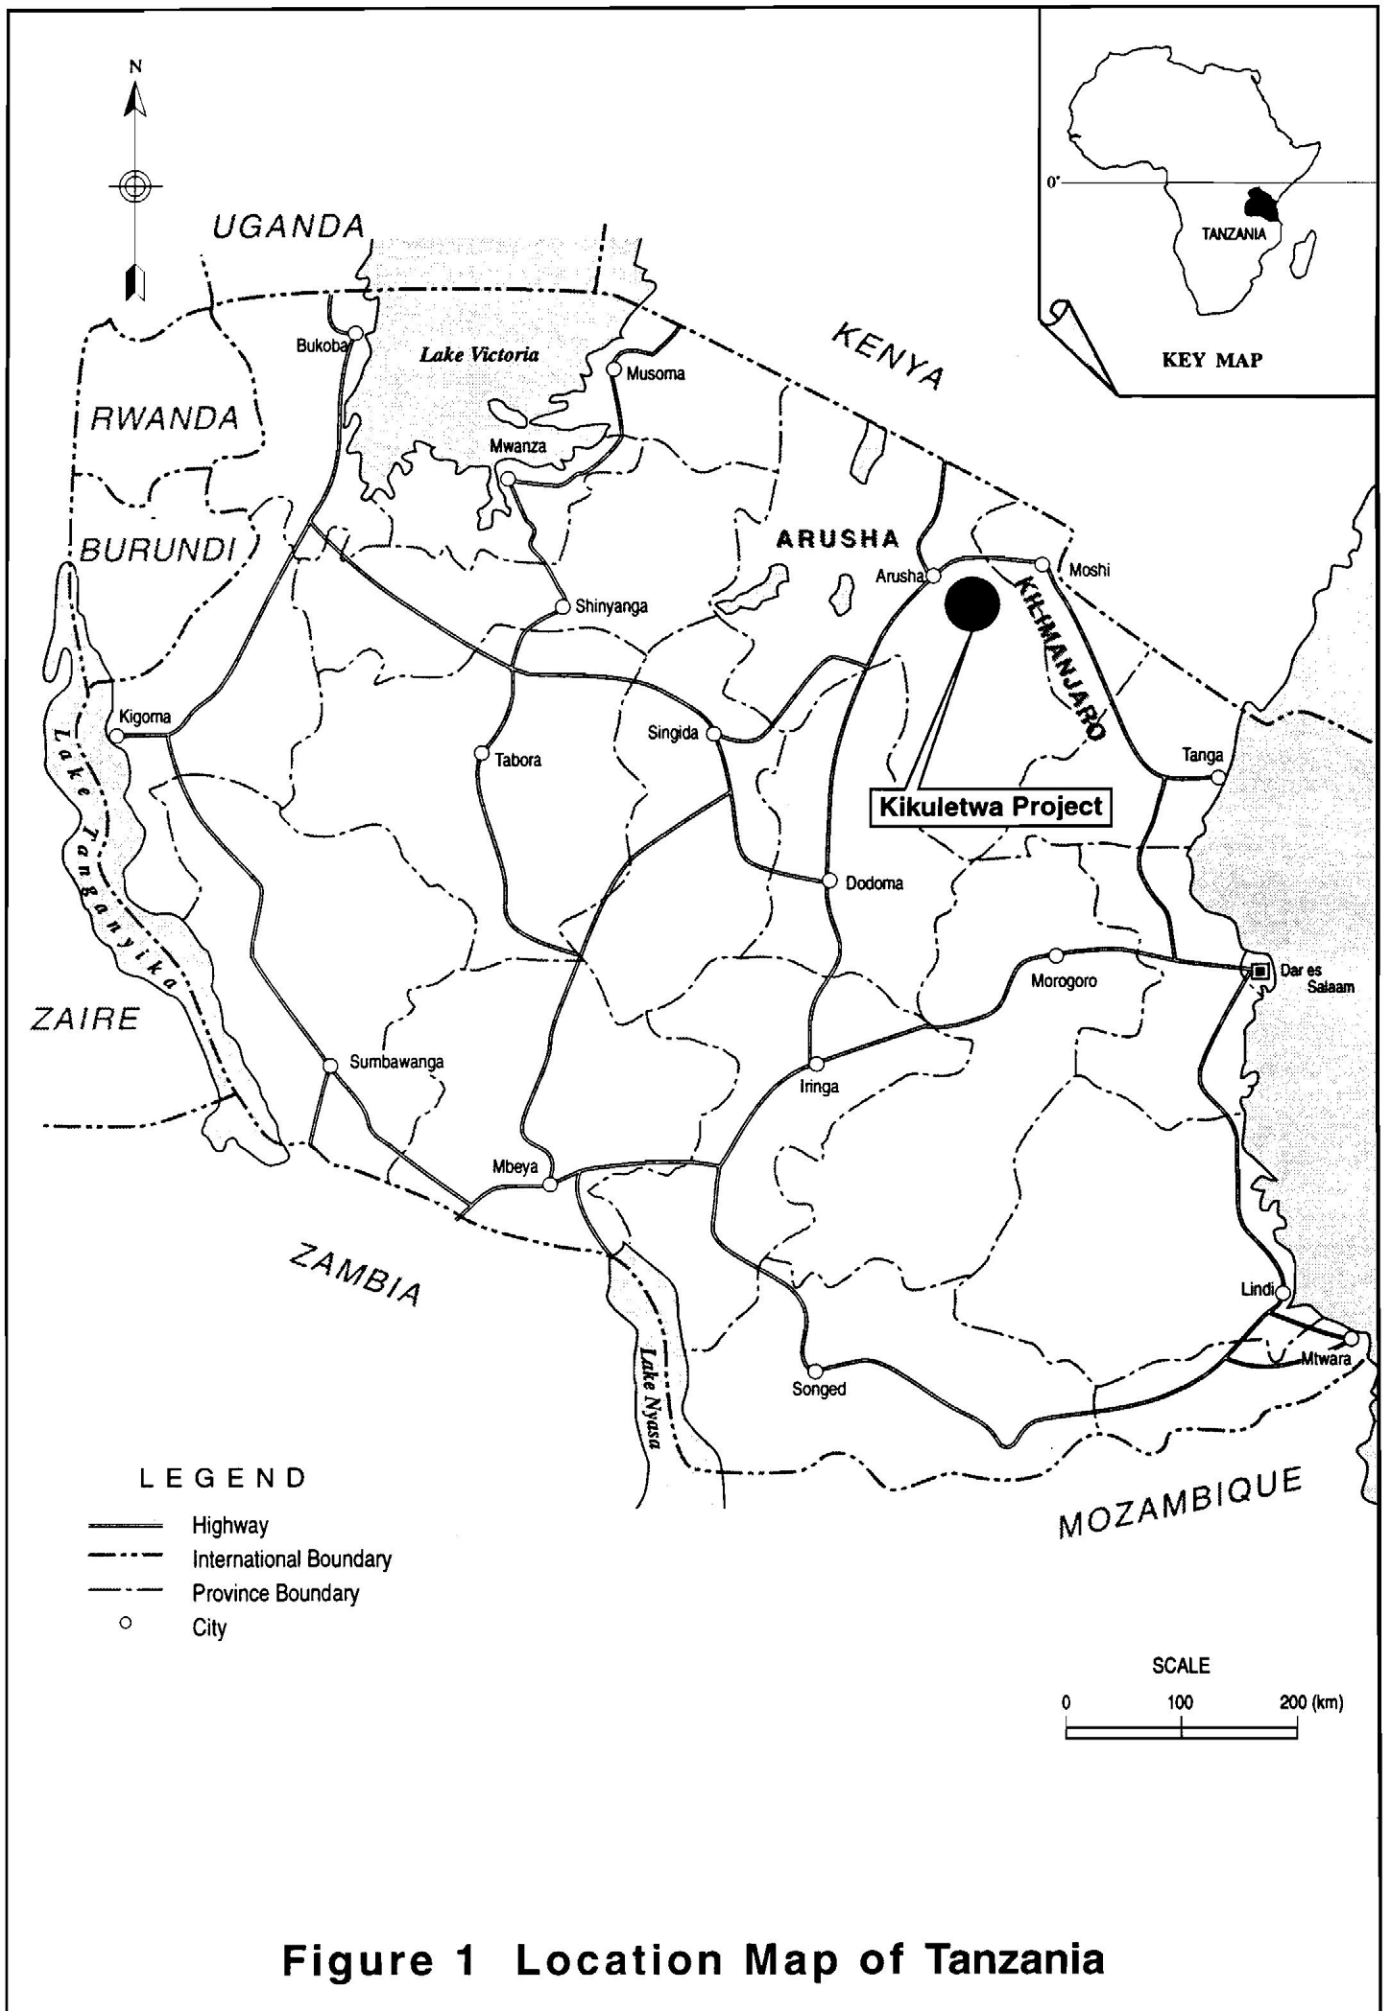 N
UGANDA
0°
TANZANIA
KEY MAP
KENYA
Bukoba
Lake Victoria
Musoma
RWANDA
Mwanza
BURUNDI
ARUSHA
Arusha
Moshi
KILIMANJARO
Shinyanga
Kigoma
Singida
Tabora
Tanga
Lake Tanganyika
Kikuletwa Project
Dodoma
Morogoro
Dar es
Salaam
ZAIRE
Sumbawanga
Iringa
Mbeya
ZAMBIA
Lindi
Mtwara
Lake Nyasa
Songed
MOZAMBIQUE
LEGEND
Highway
International Boundary
Province Boundary
City
SCALE
0 100 200 (km)
Figure 1 Location Map of Tanzania